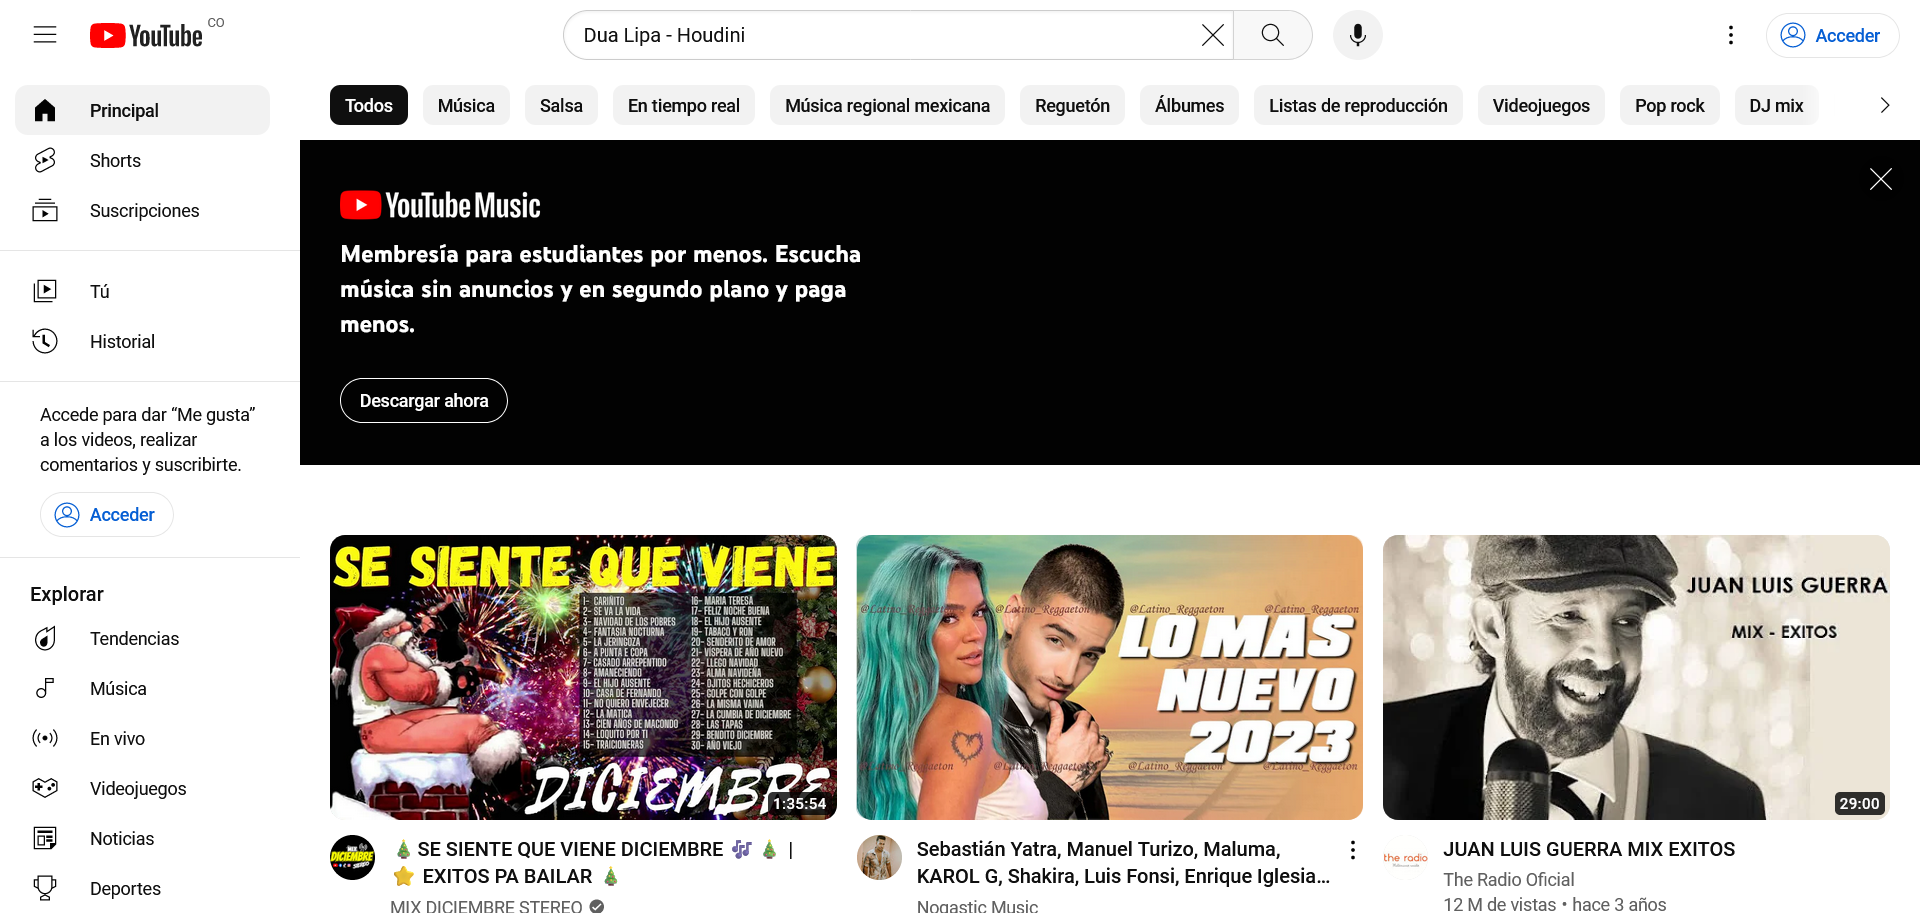 YouTube CO
Dua Lipa - Houdini
Acceder
Principal
Shorts
Suscripciones
Tú
Historial
Accede para dar “Me gusta”
a los videos, realizar
comentarios y suscribirte.
Acceder
Explorar
Tendencias
Música
En vivo
Videojuegos
Noticias
Deportes
Todos
Música
Salsa
En tiempo real
Música regional mexicana
Reguetón
Álbumes
Listas de reproducción
Videojuegos
Pop rock
DJ mix
YouTube Music
Membresía para estudiantes por menos. Escucha
música sin anuncios y en segundo plano y paga
menos.
Descargar ahora
SE SIENTE QUE VIENE
1- CARIÑITO
2- SE VA LA VIDA
3- NAVIDAD DE LOS POBRES
4- FANTASIA NOCTURNA
5- LA JERINGOZA
6- A PUNTA E COPA
7- CASADO ARREPENTIDO
8- AMANECIENDO
9- EL HIJO AUSENTE
10- CASA DE FERNANDO
11- NO QUIERO ENVEJECER
12- LA MATICA
13- CIEN AÑOS DE MACONDO
14- LOQUITO POR TI
15- TRAICIONERAS
16- MARIA TERESA
17- FELIZ NOCHE BUENA
18- EL HIJO AUSENTE
19- TABACO Y RON
20- SENDERITO DE AMOR
21- VISPERA DE AÑO NUEVO
22- LLEGO NAVIDAD
23- ALMA NAVIDEÑA
24- OJITOS HECHICEROS
25- GOLPE CON GOLPE
26- LA MISMA VAINA
27- LA CUMBIA DE DICIEMBRE
28- LAS TAPAS
29- BENDITO DICIEMBRE
30- AÑO VIEJO
DICIEMBRE
1:35:54
MIX
DICIEMBRE
STEREO
🎄SE SIENTE QUE VIENE DICIEMBRE 🎶 🎄 |
⭐ EXITOS PA BAILAR 🎄
MIX DICIEMBRE STEREO
@Latino_Reggaeton @Latino_Reggaeton @Latino_Reggaeton @Latino_Reggaeton
LO MAS
NUEVO
2023
@Latino_Reggaeton @Latino_Reggaeton @Latino_Reggaeton @Latino_Reggaeton
Sebastián Yatra, Manuel Turizo, Maluma,
KAROL G, Shakira, Luis Fonsi, Enrique Iglesia...
Nogastic Music
JUAN LUIS GUERRA
MIX - EXITOS
29:00
the radio
JUAN LUIS GUERRA MIX EXITOS
The Radio Oficial
12 M de vistas • hace 3 años